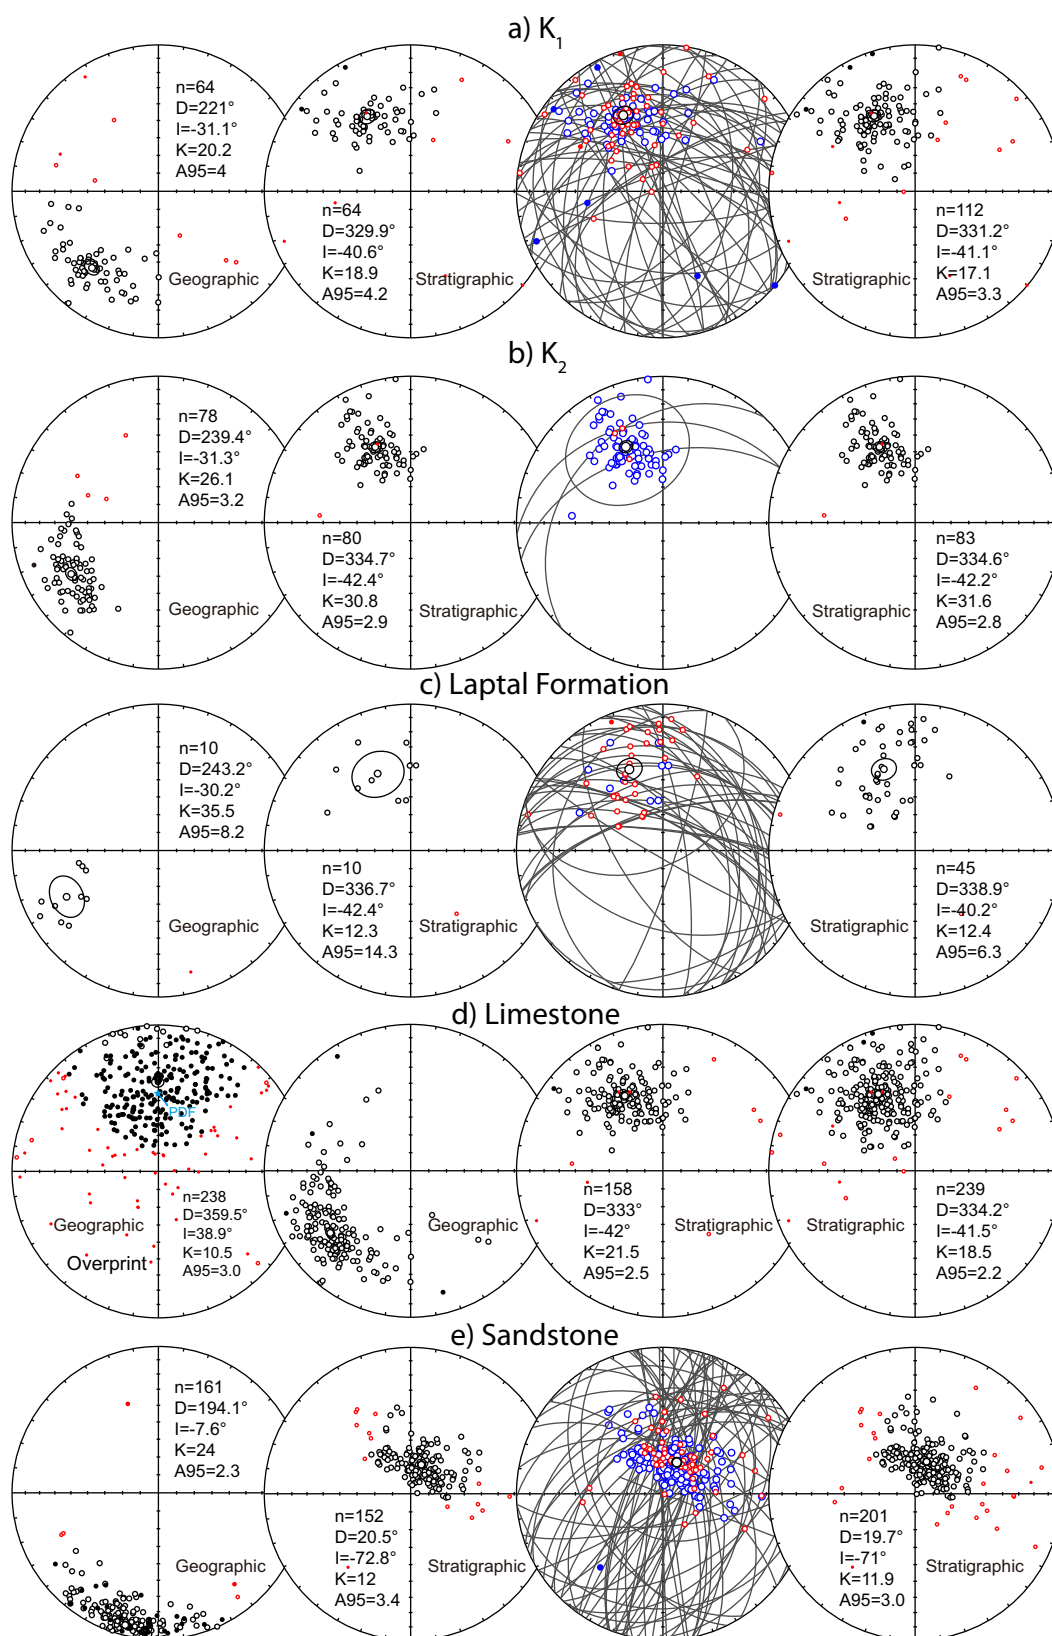 a) K1
n=64
D=221°
I=-31.1°
K=20.2
A95=4
Geographic
n=64
D=329.9°
I=-40.6°
K=18.9
A95=4.2
Stratigraphic
n=112
D=331.2°
I=-41.1°
K=17.1
A95=3.3
Stratigraphic
b) K2
n=78
D=239.4°
I=-31.3°
K=26.1
A95=3.2
Geographic
n=80
D=334.7°
I=-42.4°
K=30.8
A95=2.9
Stratigraphic
n=83
D=334.6°
I=-42.2°
K=31.6
A95=2.8
Stratigraphic
c) Laptal Formation
n=10
D=243.2°
I=-30.2°
K=35.5
A95=8.2
Geographic
n=10
D=336.7°
I=-42.4°
K=12.3
A95=14.3
Stratigraphic
n=45
D=338.9°
I=-40.2°
K=12.4
A95=6.3
Stratigraphic
d) Limestone
PDF
n=238
D=359.5°
I=38.9°
K=10.5
A95=3.0
Geographic
Overprint
Geographic
n=158
D=333°
I=-42°
K=21.5
A95=2.5
Stratigraphic
n=239
D=334.2°
I=-41.5°
K=18.5
A95=2.2
Stratigraphic
e) Sandstone
n=161
D=194.1°
I=-7.6°
K=24
A95=2.3
Geographic
n=152
D=20.5°
I=-72.8°
K=12
A95=3.4
Stratigraphic
n=201
D=19.7°
I=-71°
K=11.9
A95=3.0
Stratigraphic